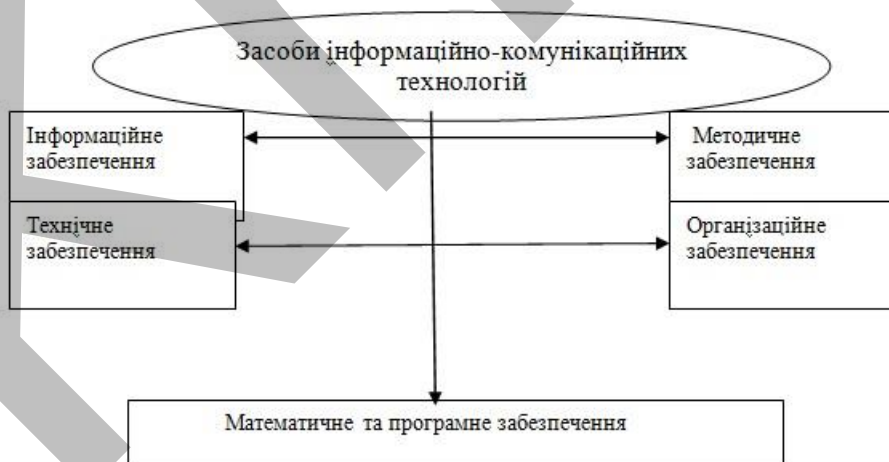 Засоби інформаційно-комунікаційних
технологій
Інформаційне
забезпечення
Методичне
забезпечення
Технічне
забезпечення
Організаційне
забезпечення
Математичне та програмне забезпечення